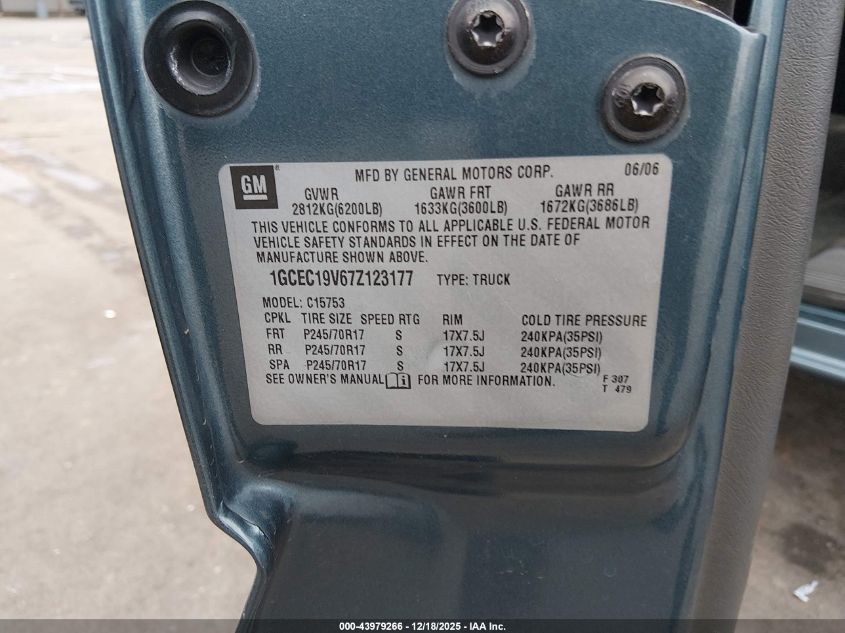 GM ® MFD BY GENERAL MOTORS CORP. 06/06
GVWR GAWR FRT GAWR RR
2812KG(6200LB) 1633KG(3600LB) 1672KG(3686LB)
THIS VEHICLE CONFORMS TO ALL APPLICABLE U.S. FEDERAL MOTOR
VEHICLE SAFETY STANDARDS IN EFFECT ON THE DATE OF
MANUFACTURE SHOWN ABOVE.
1GCEC19V67Z123177 TYPE: TRUCK
MODEL: C15753
CPKL TIRE SIZE SPEED RTG RIM COLD TIRE PRESSURE
FRT P245/70R17 S 17X7.5J 240KPA(35PSI)
RR P245/70R17 S 17X7.5J 240KPA(35PSI)
SPA P245/70R17 S 17X7.5J 240KPA(35PSI)
SEE OWNER'S MANUAL FOR MORE INFORMATION. F 307
T 479
000-43979266 - 12/18/2025 - IAA Inc.